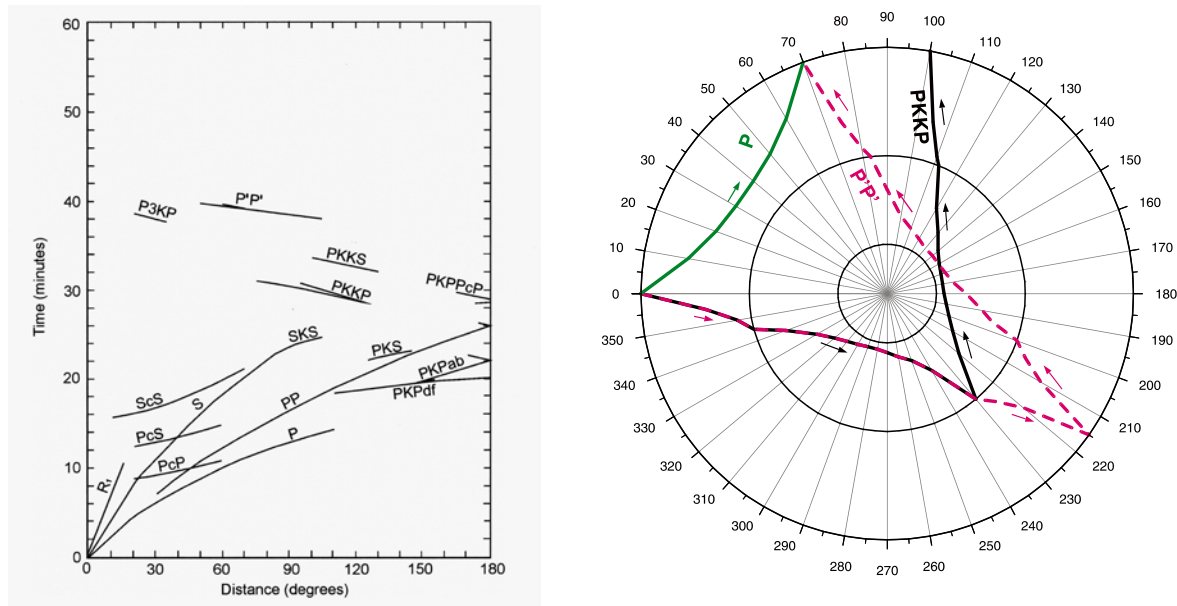 60
50
40
30
20
10
0
Time (minutes)
0
30
60
90
120
150
180
Distance (degrees)
P3KP
P'P'
PKKS
PKKP
PKPPcP
SKS
PKS
PKPab
PKPdf
ScS
S
PP
P
PcS
PcP
R₁
0
10
20
30
40
50
60
70
80
90
100
110
120
130
140
150
160
170
180
190
200
210
220
230
240
250
260
270
280
290
300
310
320
330
340
350
P
PKKP
P'P'